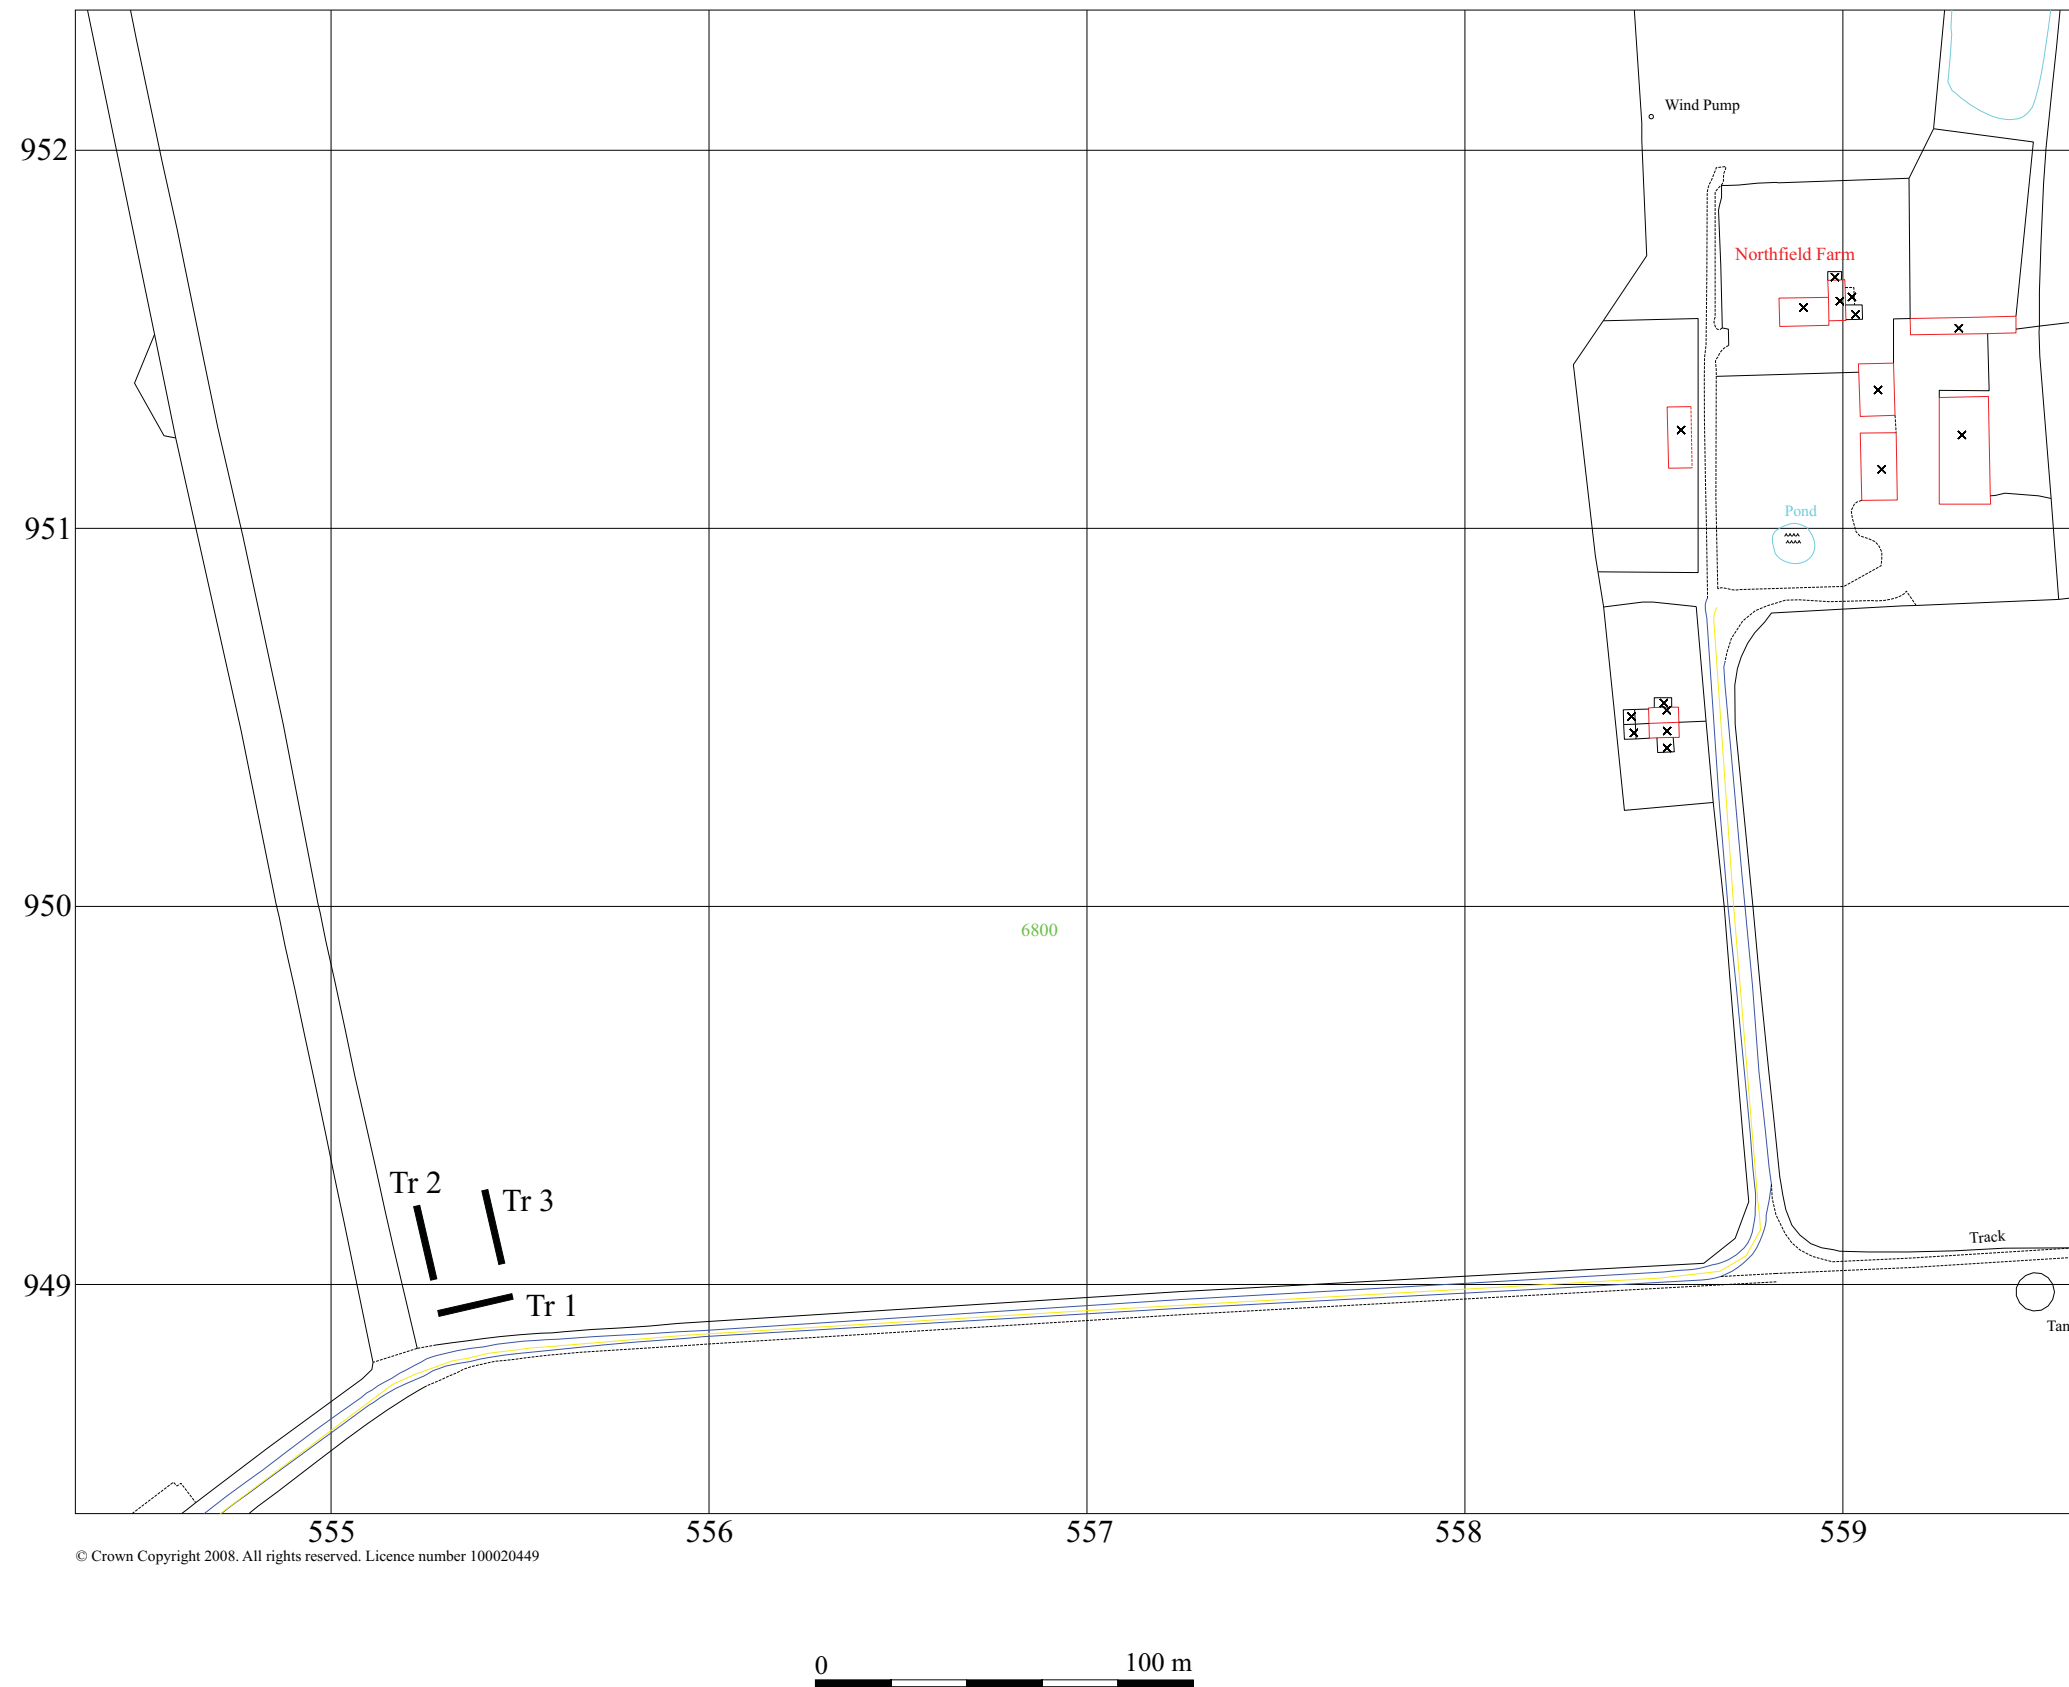 Wind Pump
952
Northfield Farm
951
Pond
950
6800
Tr 2
Tr 3
Track
949
Tr 1
Tan
555
556
557
558
559
© Crown Copyright 2008. All rights reserved. Licence number 100020449
0
100 m